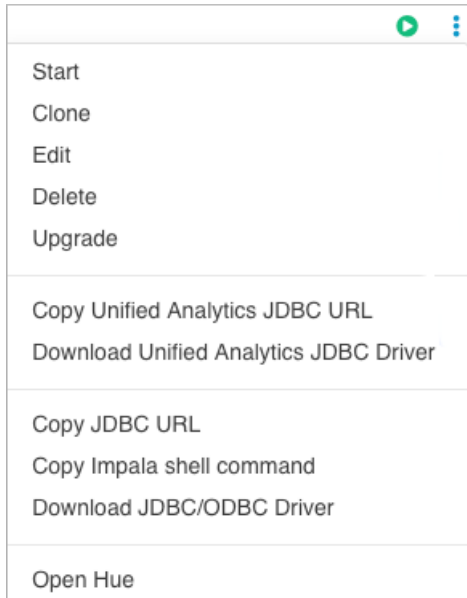 Start
Clone
Edit
Delete
Upgrade
Copy Unified Analytics JDBC URL
Download Unified Analytics JDBC Driver
Copy JDBC URL
Copy Impala shell command
Download JDBC/ODBC Driver
Open Hue